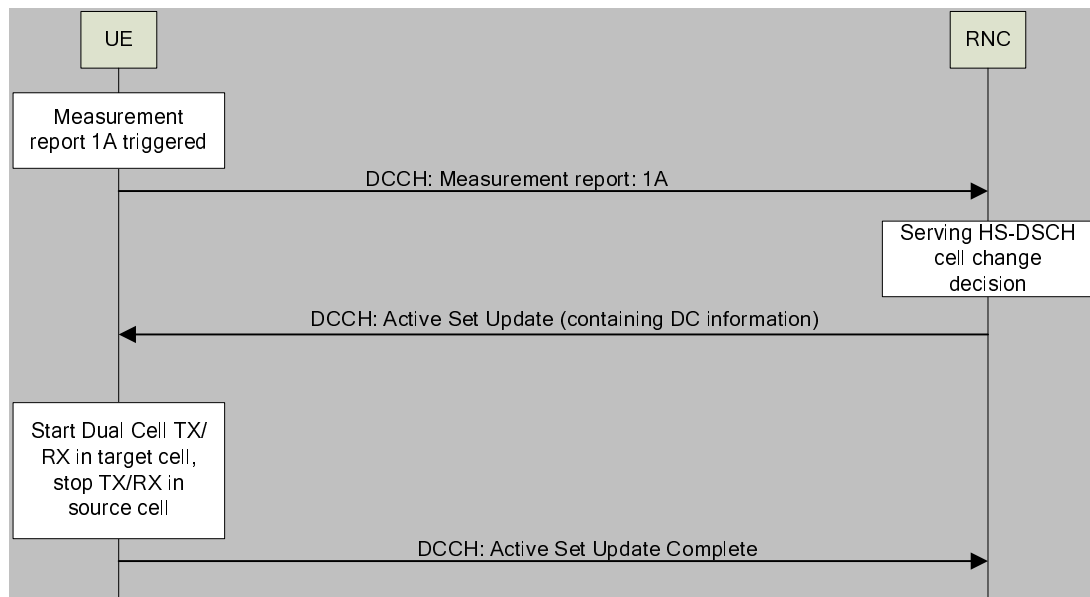 UE
RNC
Measurement
report 1A triggered
DCCH: Measurement report: 1A
Serving HS-DSCH
cell change
decision
DCCH: Active Set Update (containing DC information)
Start Dual Cell TX/
RX in target cell,
stop TX/RX in
source cell
DCCH: Active Set Update Complete